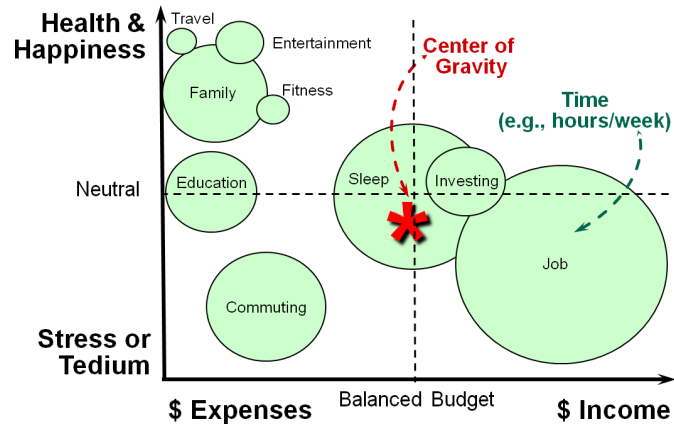 Health &
Happiness
Travel
Entertainment
Family
Fitness
Center of
Gravity
Time
(e.g., hours/week)
Neutral
Education
Sleep
Investing
Job
Commuting
Stress or
Tedium
$ Expenses
Balanced Budget
$ Income